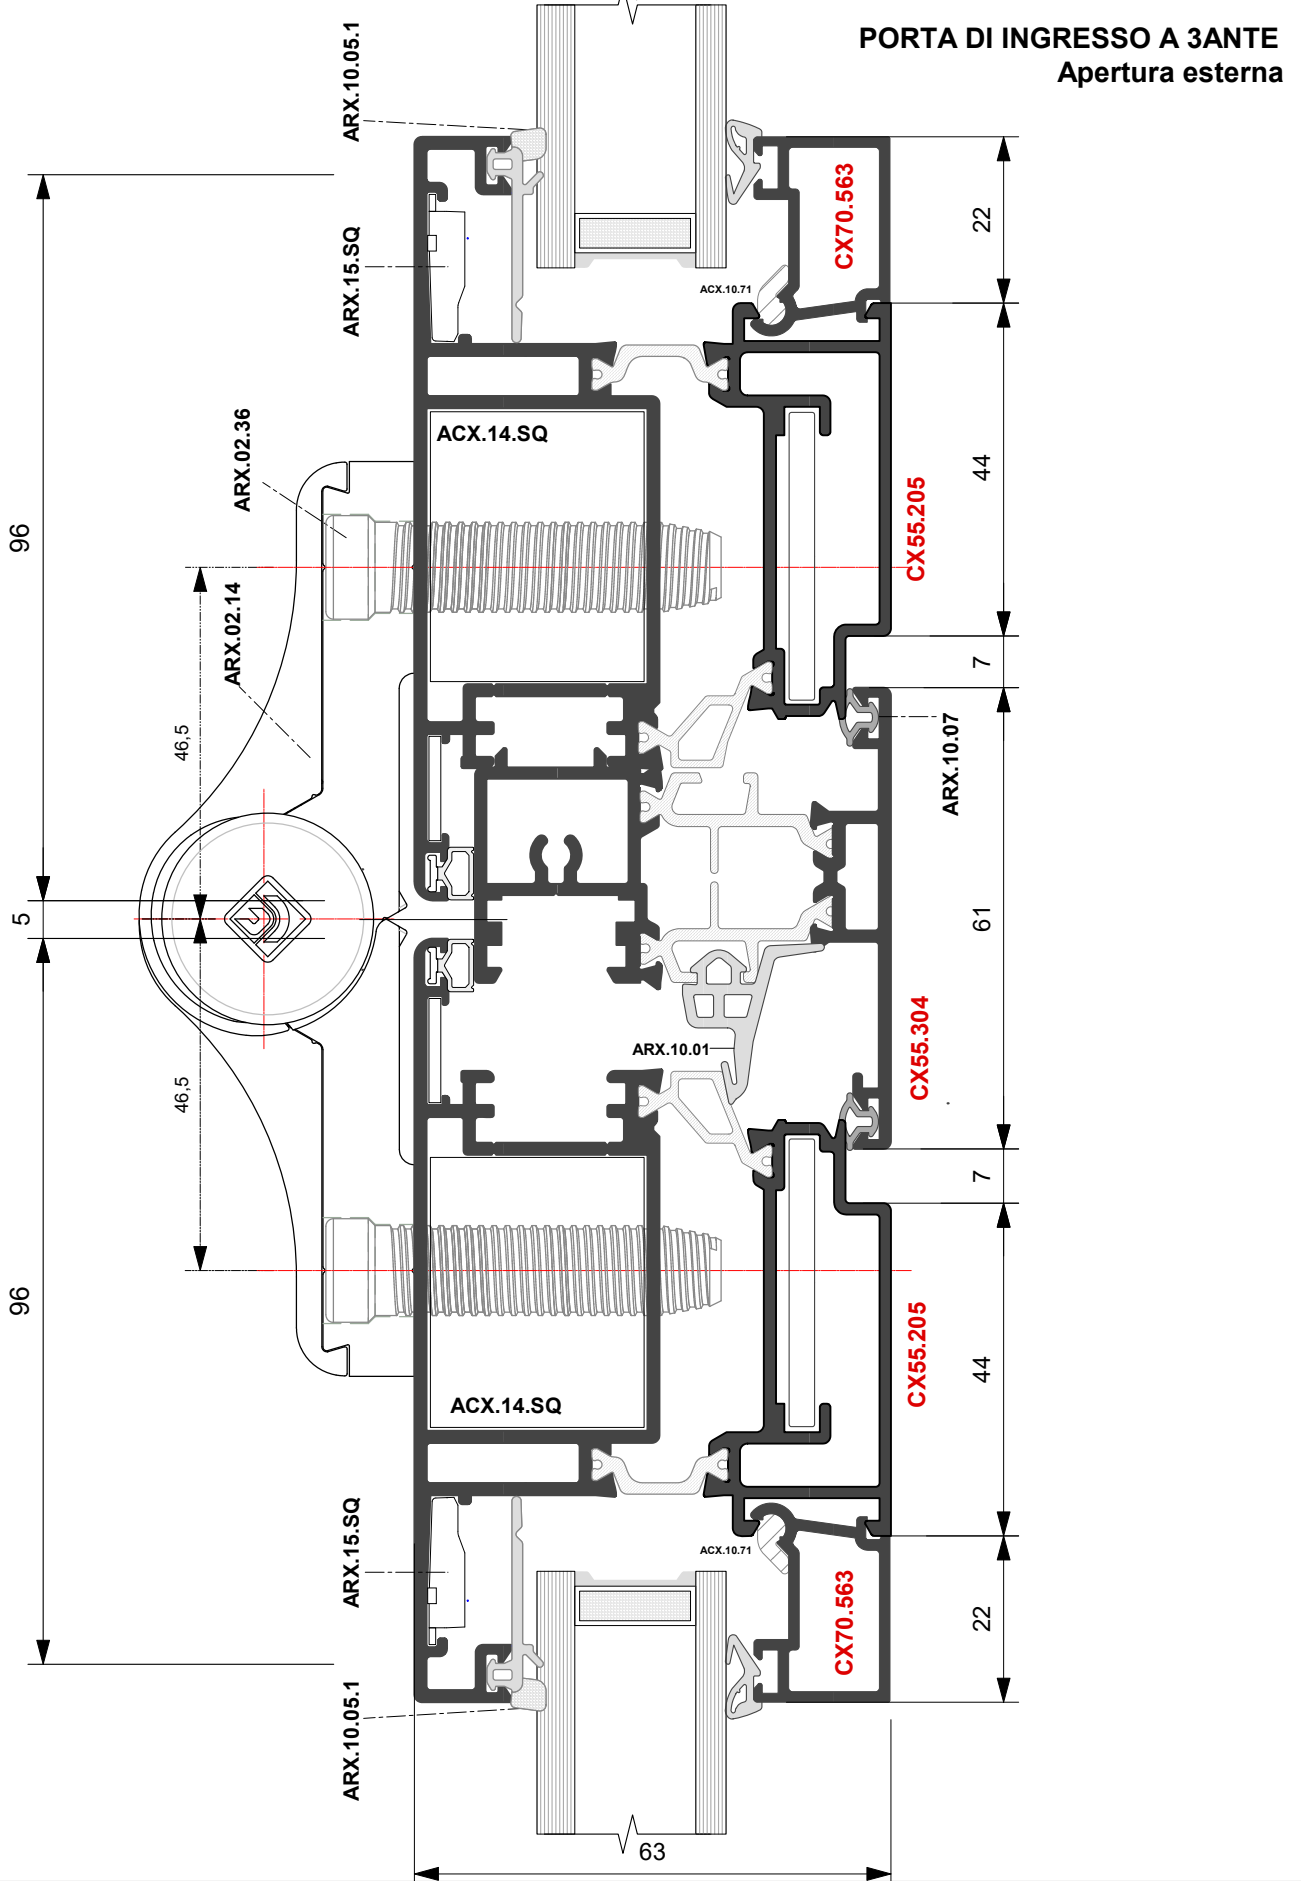 PORTA DI INGRESSO A 3ANTE
Apertura esterna
ARX.10.05.1
ARX.15.SQ
CX70.563
22
ACX.10.71
ARX.02.36
ACX.14.SQ
44
CX55.205
96
ARX.02.14
7
46,5
ARX.10.07
5
61
ARX.10.01
CX55.304
46,5
7
96
CX55.205
44
ACX.14.SQ
ARX.15.SQ
ACX.10.71
CX70.563
22
ARX.10.05.1
63